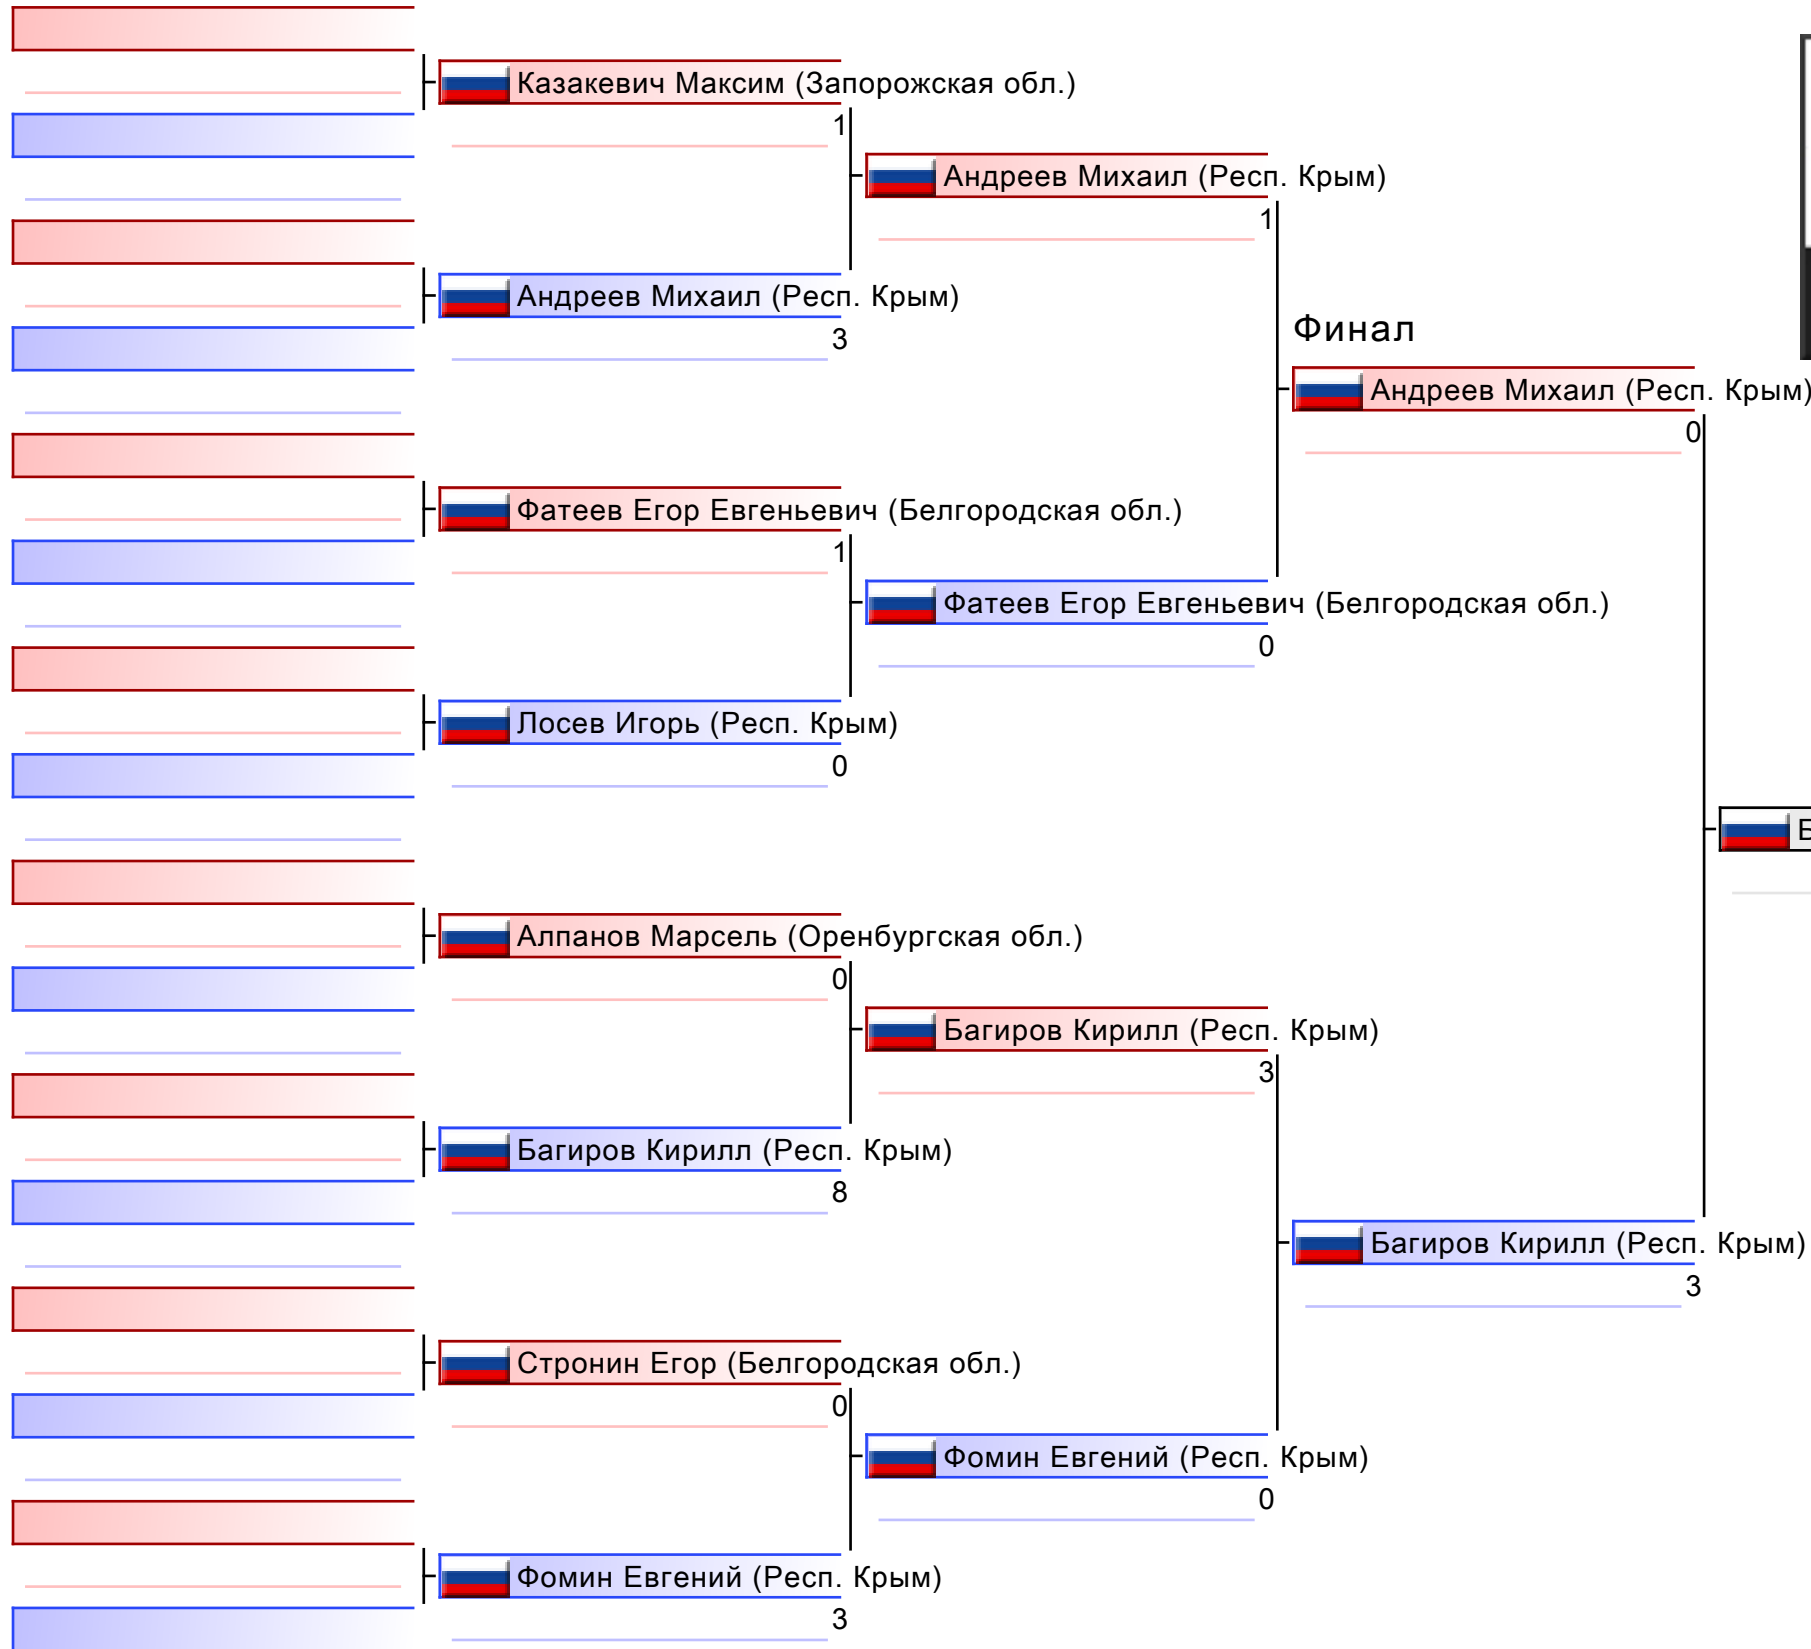 Казакевич Максим (Запорожская обл.)
1
Андреев Михаил (Респ. Крым)
1
Андреев Михаил (Респ. Крым)
3
Финал
Андреев Михаил (Респ. Крым)
0
Фатеев Егор Евгеньевич (Белгородская обл.)
1
Фатеев Егор Евгеньевич (Белгородская обл.)
0
Лосев Игорь (Респ. Крым)
0
Алпанов Марсель (Оренбургская обл.)
0
Багиров Кирилл (Респ. Крым)
3
Багиров Кирилл (Респ. Крым)
8
Багиров Кирилл (Респ. Крым)
3
Стронин Егор (Белгородская обл.)
0
Фомин Евгений (Респ. Крым)
0
Фомин Евгений (Респ. Крым)
3